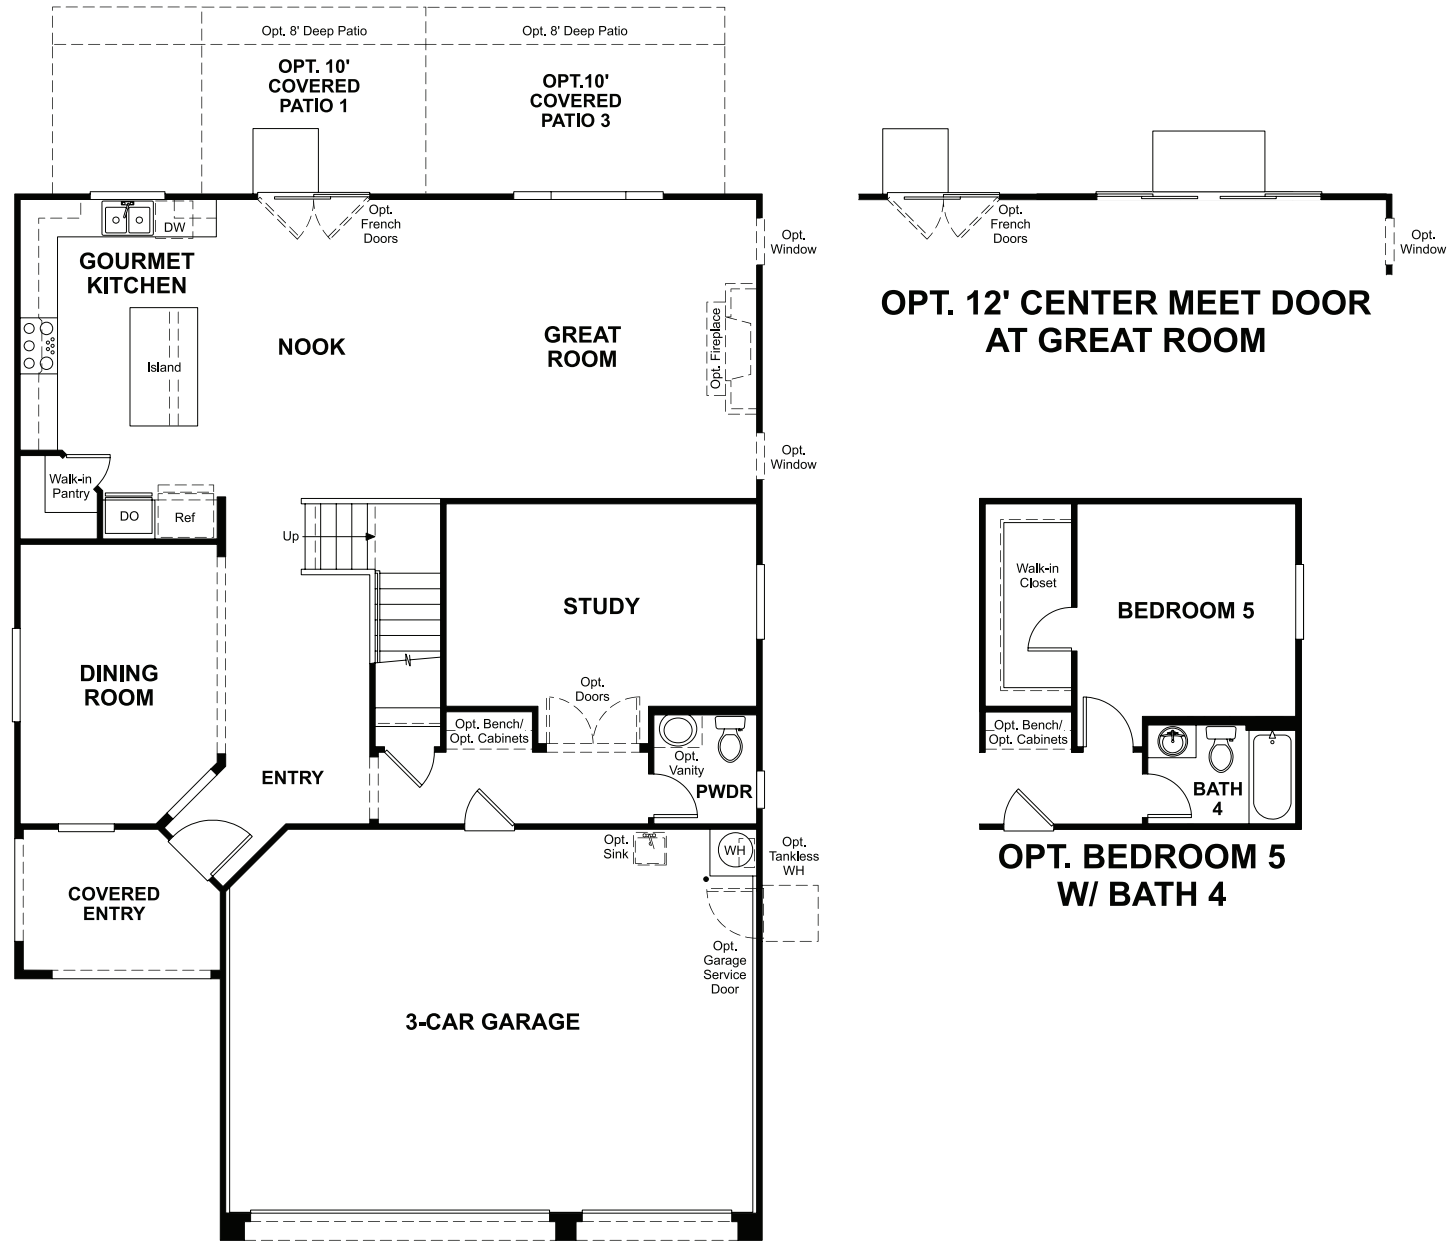 Opt. 8' Deep Patio
Opt. 8' Deep Patio
OPT. 10'
COVERED
PATIO 1
OPT.10'
COVERED
PATIO 3
DW
Opt.
French
Doors
Opt.
Window
GOURMET
KITCHEN
Island
NOOK
GREAT
ROOM
Opt. Fireplace
Opt.
Window
Walk-in
Pantry
DO
Ref
Up
STUDY
DINING
ROOM
Opt.
Doors
Opt. Bench/
Opt. Cabinets
Opt.
Vanity
PWDR
ENTRY
Opt.
Sink
WH
Opt.
Tankless
WH
COVERED
ENTRY
Opt.
Garage
Service
Door
3-CAR GARAGE
Opt.
French
Doors
Opt.
Window
OPT. 12' CENTER MEET DOOR
AT GREAT ROOM
Walk-in
Closet
BEDROOM 5
Opt. Bench/
Opt. Cabinets
BATH
4
OPT. BEDROOM 5
W/ BATH 4